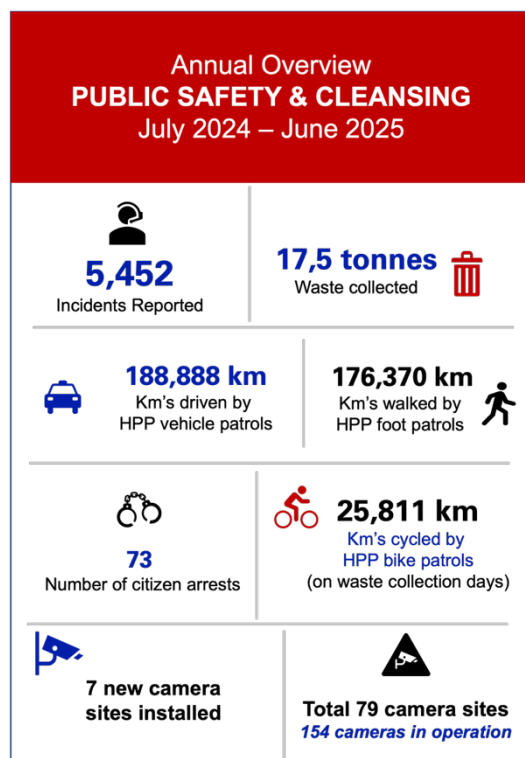 Annual Overview
PUBLIC SAFETY & CLEANSING
July 2024 – June 2025
5,452
Incidents Reported
17,5 tonnes
Waste collected
188,888 km
Km's driven by
HPP vehicle patrols
176,370 km
Km's walked by
HPP foot patrols
73
Number of citizen arrests
25,811 km
Km's cycled by
HPP bike patrols
(on waste collection days)
7 new camera
sites installed
Total 79 camera sites
154 cameras in operation